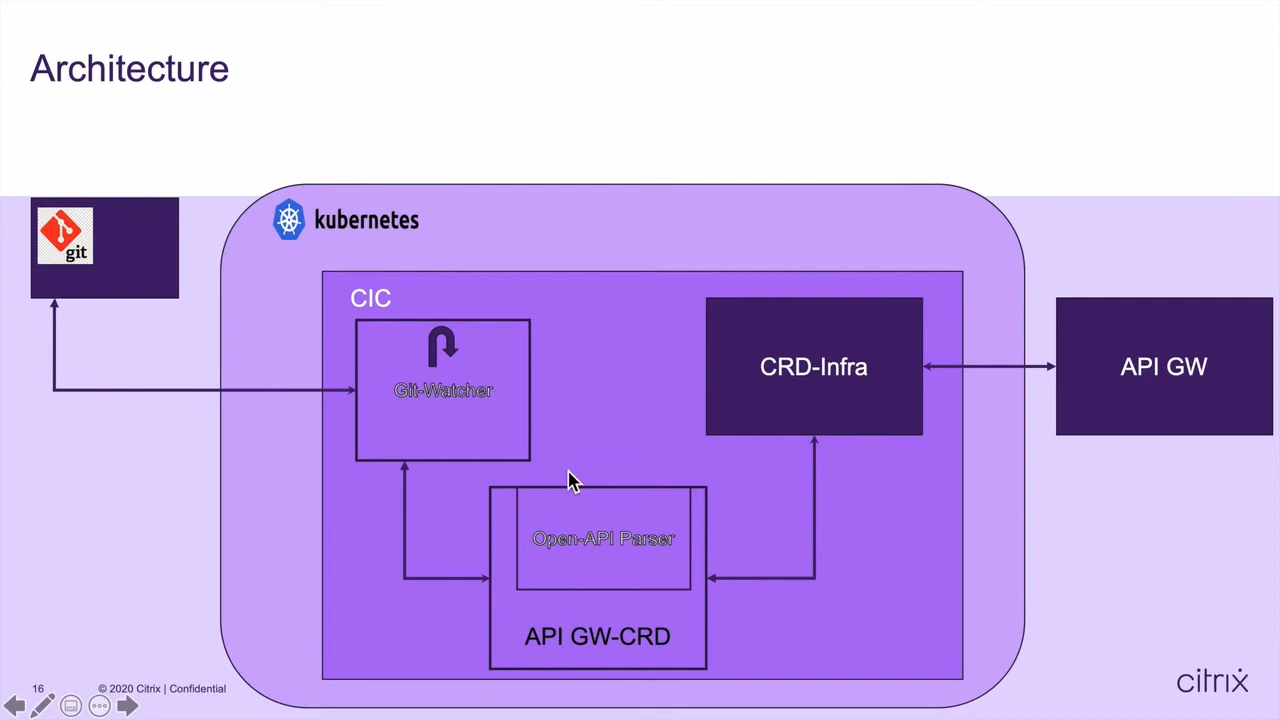 Architecture
git
kubernetes
CIC
Git-Watcher
CRD-Infra
API GW
Open-API Parser
API GW-CRD
16
© 2020 Citrix | Confidential
citrix